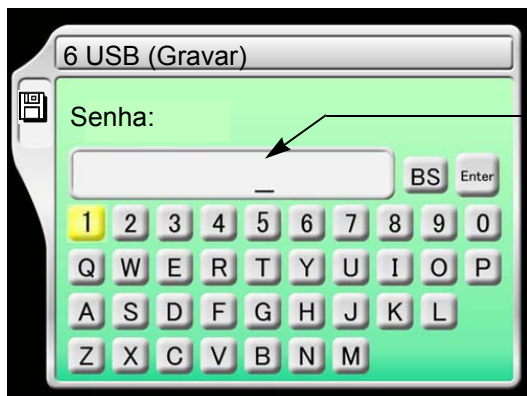 6 USB (Gravar)
Senha:
_
BS Enter
1 2 3 4 5 6 7 8 9 0
Q W E R T Y U I O P
A S D F G H J K L
Z X C V B N M